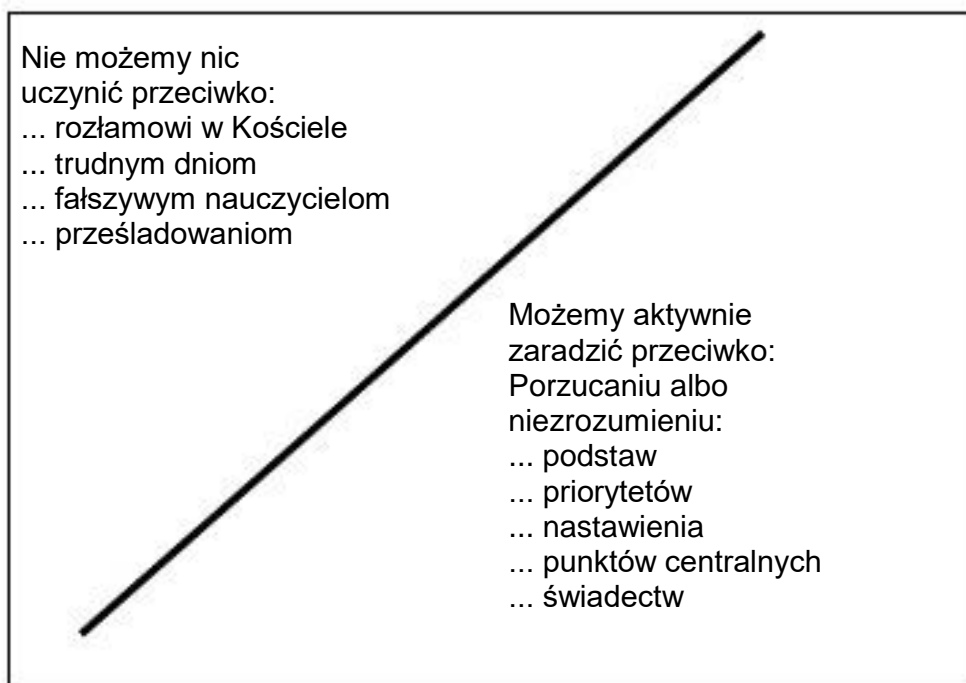 Nie możemy nic
uczynić przeciwko:
... rozłamowi w Kościele
... trudnym dniom
... fałszywym nauczycielom
... prześladowaniom
Możemy aktywnie
zaradzić przeciwko:
Porzucaniu albo
niezrozumieniu:
... podstaw
... priorytetów
... nastawienia
... punktów centralnych
... świadectw